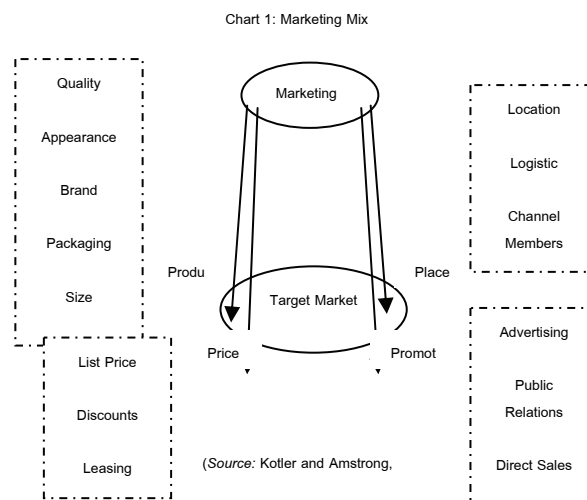 Chart 1: Marketing Mix
Quality
Appearance
Brand
Packaging
Size
List Price
Discounts
Leasing
Marketing
Produ
Place
Target Market
Price
Promot
Location
Logistic
Channel
Members
Advertising
Public
Relations
Direct Sales
(Source: Kotler and Amstrong,